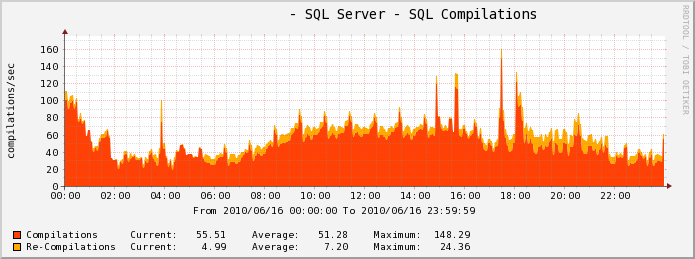 - SQL Server - SQL Compilations
RRDTOOL / TOBI OETIKER
compilations/sec
160
140
120
100
80
60
40
20
0
00:00 02:00 04:00 06:00 08:00 10:00 12:00 14:00 16:00 18:00 20:00 22:00
From 2010/06/16 00:00:00 To 2010/06/16 23:59:59
Compilations Current: 55.51 Average: 51.28 Maximum: 148.29
Re-Compilations Current: 4.99 Average: 7.20 Maximum: 24.36